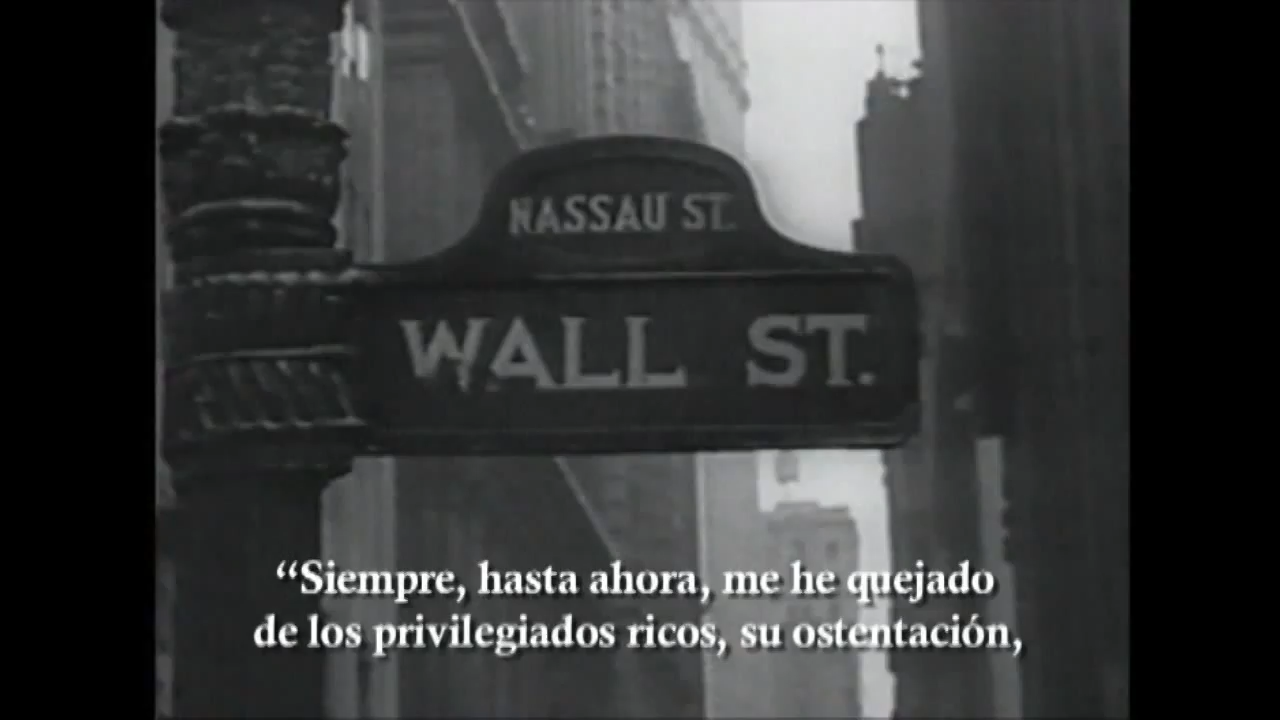 NASSAU ST.
WALL ST.
“Siempre, hasta ahora, me he quejado
de los privilegiados ricos, su ostentación,